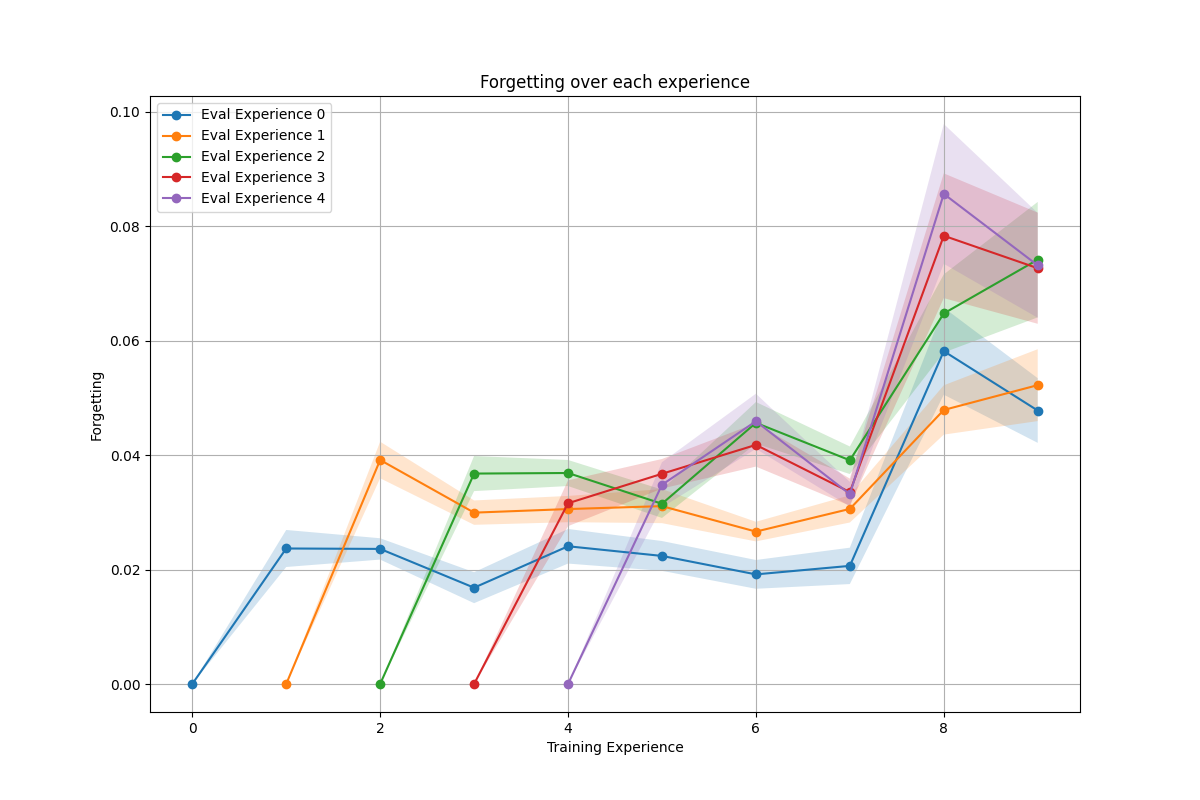 Forgetting over each experience
Eval Experience 0
Eval Experience 1
Eval Experience 2
Eval Experience 3
Eval Experience 4
0.10
0.08
0.06
0.04
0.02
0.00
Forgetting
0 2 4 6 8
Training Experience